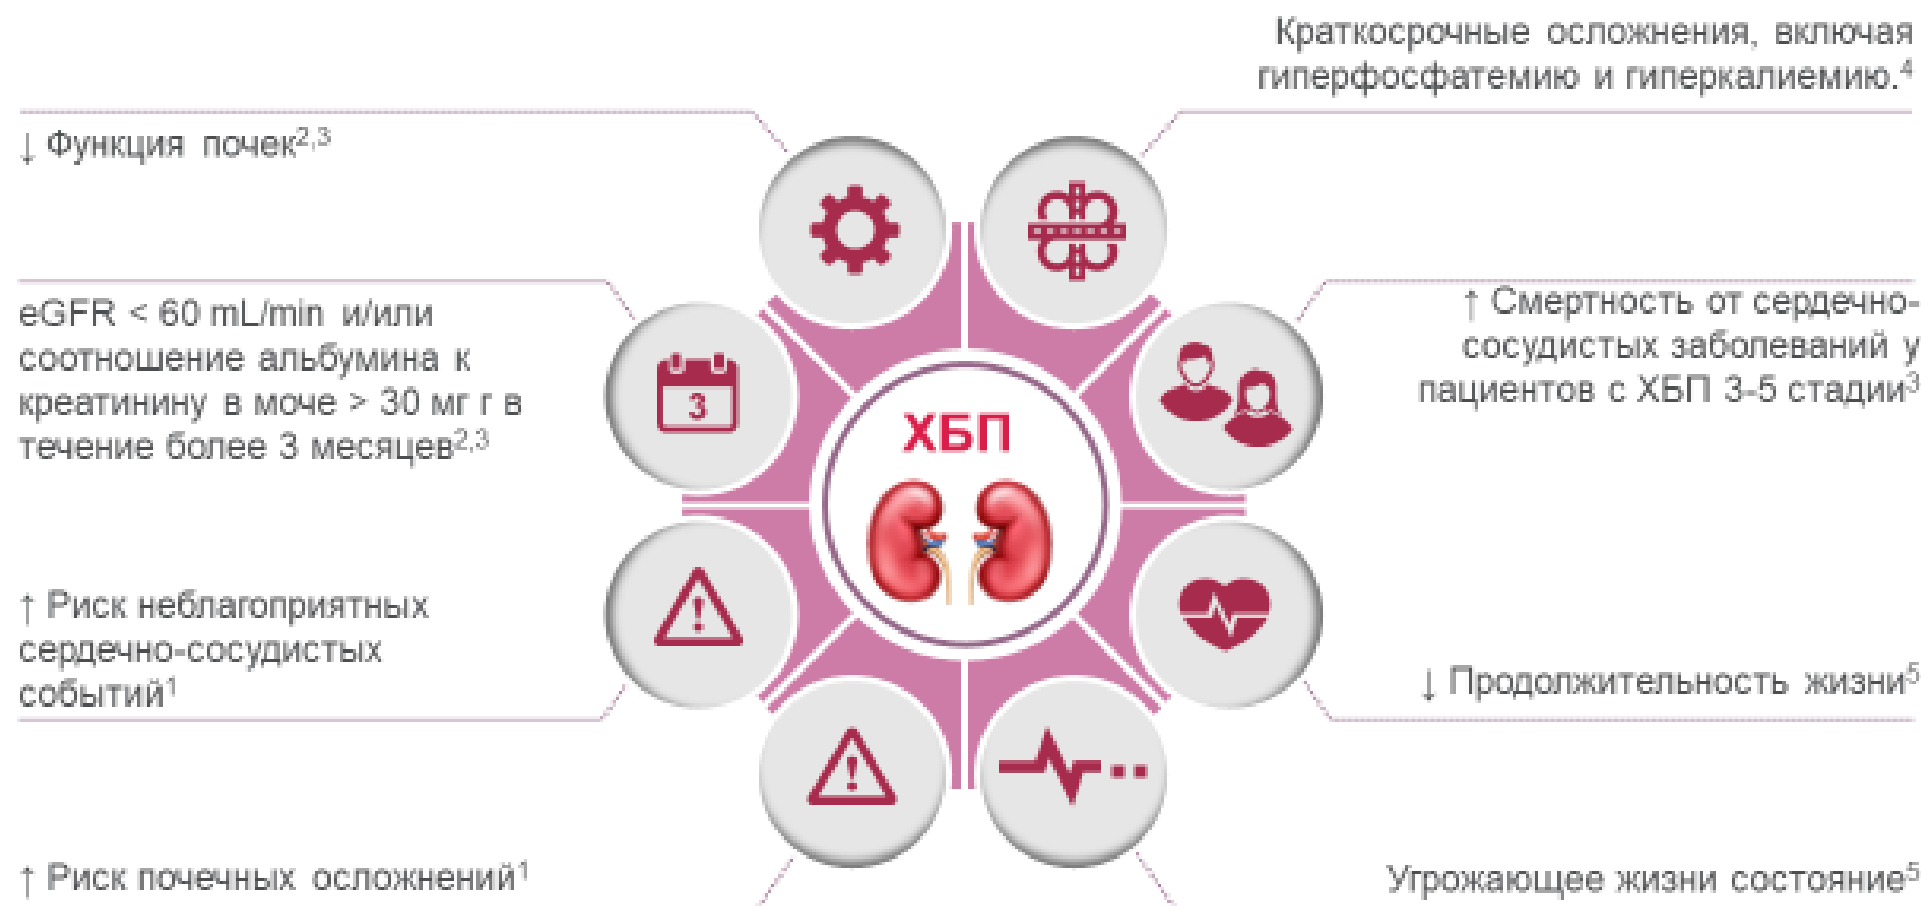 Краткосрочные осложнения, включая
гиперфосфатемию и гиперкалиемию.⁴
↓ Функция почек²,³
eGFR < 60 mL/min и/или
соотношение альбумина к
креатинину в моче > 30 мг г в
течение более 3 месяцев²,³
↑ Смертность от сердечно-
сосудистых заболеваний у
пациентов с ХБП 3-5 стадии³
3
ХБП
↑ Риск неблагоприятных
сердечно-сосудистых
событий¹
↓ Продолжительность жизни⁵
↑ Риск почечных осложнений¹
Угрожающее жизни состояние⁵